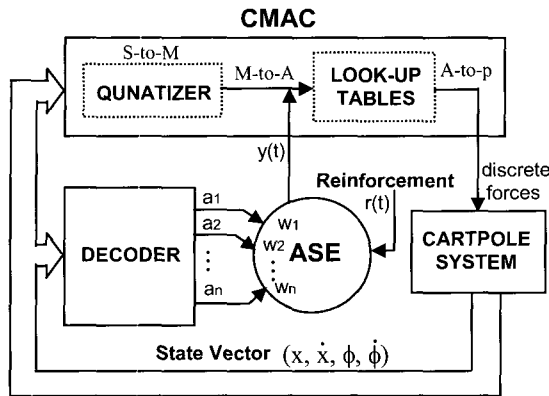 CMAC
S-to-M
QUNATIZER
M-to-A
LOOK-UP
TABLES
A-to-p
y(t)
discrete
forces
Reinforcement
r(t)
DECODER
a1
a2
an
w1
w2
wn
ASE
CARTPOLE
SYSTEM
State Vector (x, ẋ, ϕ, ϕ̇)